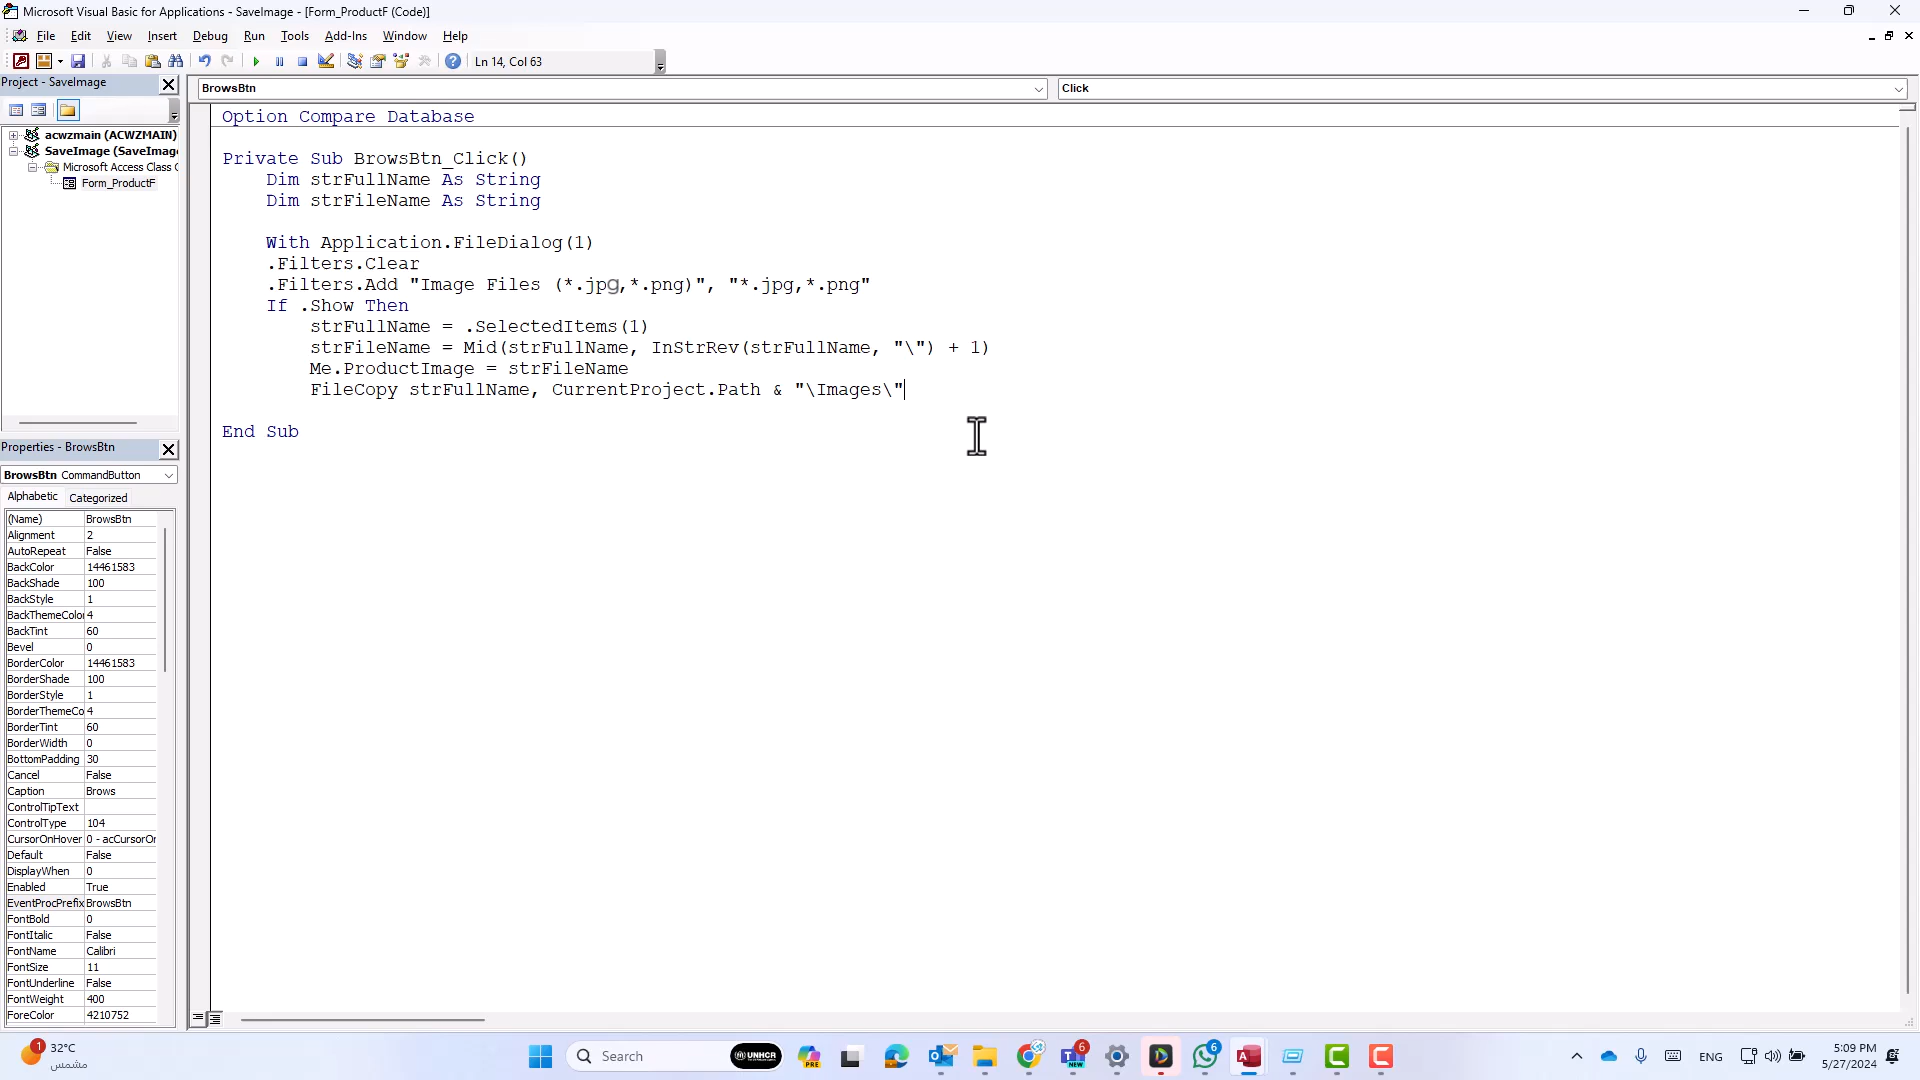 Microsoft Visual Basic for Applications - SaveImage - [Form_ProductF (Code)]
File Edit View Insert Debug Run Tools Add-Ins Window Help
Ln 14, Col 63
Project - SaveImage
BrowsBtn
Click
acwzmain (ACWZMAIN)
SaveImage (SaveImag
Microsoft Access Class
Form_ProductF
Option Compare Database
Private Sub BrowsBtn_Click()
Dim strFullName As String
Dim strFileName As String
With Application.FileDialog(1)
.Filters.Clear
.Filters.Add "Image Files (*.jpg,*.png)", "*.jpg,*.png"
If .Show Then
strFullName = .SelectedItems(1)
strFileName = Mid(strFullName, InStrRev(strFullName, "\") + 1)
Me.ProductImage = strFileName
FileCopy strFullName, CurrentProject.Path & "\Images\"
End Sub
Properties - BrowsBtn
BrowsBtn CommandButton
Alphabetic Categorized
(Name) BrowsBtn
Alignment 2
AutoRepeat False
BackColor 14461583
BackShade 100
BackStyle 1
BackThemeColor 4
BackTint 60
Bevel 0
BorderColor 14461583
BorderShade 100
BorderStyle 1
BorderThemeCo 4
BorderTint 60
BorderWidth 0
BottomPadding 30
Cancel False
Caption Brows
ControlTipText
ControlType 104
CursorOnHover 0 - acCursorOn
Default False
DisplayWhen 0
Enabled True
EventProcPrefix BrowsBtn
FontBold 0
FontItalic False
FontName Calibri
FontSize 11
FontUnderline False
FontWeight 400
ForeColor 4210752
1
32°C
مشمس
Search
UNHCR
PRE
6
NEW
6
ENG
5:09 PM
5/27/2024